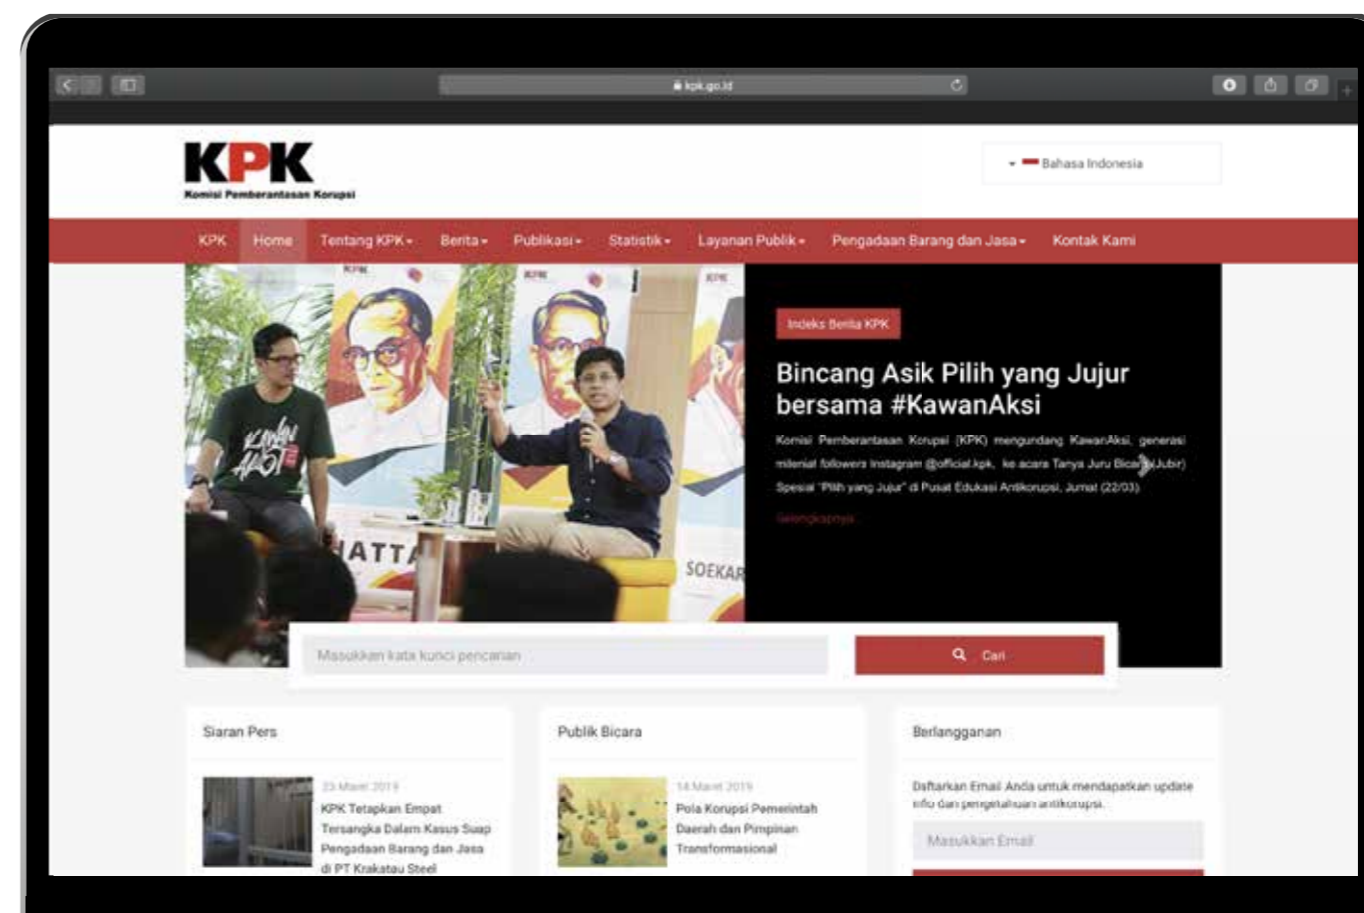 kpk.go.id
KPK
Komisi Pemberantasan Korupsi
Bahasa Indonesia
KPK Home Tentang KPK Berita Publikasi Statistik Layanan Publik Pengadaan Barang dan Jasa Kontak Kami
KPK
KPK
KPK
KAWAN
AKSI
HATTA
SOEKAR
Indeks Berita KPK
Bincang Asik Pilih yang Jujur
bersama #KawanAksi
Komisi Pemberantasan Korupsi (KPK) mengundang KawanAksi, generasi
milenial followers Instagram @official.kpk, ke acara Tanya Juru Bicara (Jubir)
Spesial "Pilih yang Jujur" di Pusat Edukasi Antikorupsi, Jumat (22/03).
Selengkapnya...
Masukkan kata kunci pencarian ...
Cari
Siaran Pers
23 Maret 2019
KPK Tetapkan Empat
Tersangka Dalam Kasus Suap
Pengadaan Barang dan Jasa
di PT Krakatau Steel
Publik Bicara
14 Maret 2019
Pola Korupsi Pemerintah
Daerah dan Pimpinan
Transformasional
Berlangganan
Daftarkan Email Anda untuk mendapatkan update
info dan pengetahuan antikorupsi.
Masukkan Email